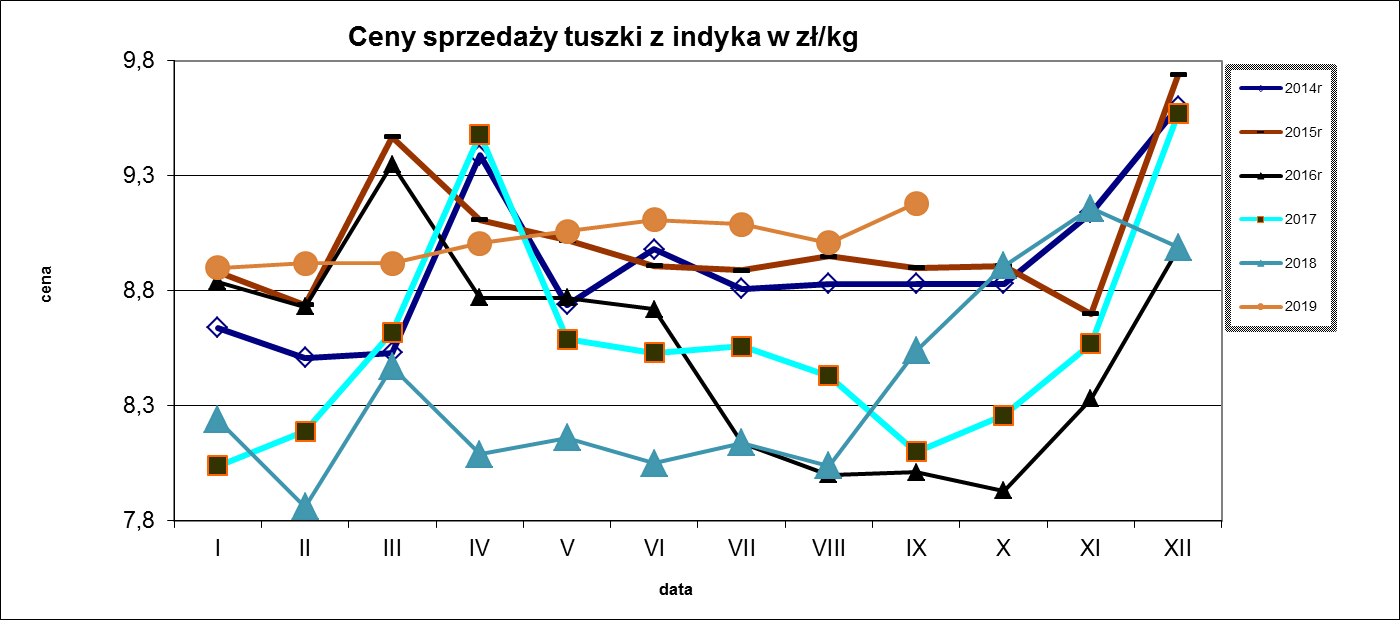 Ceny sprzedaży tuszki z indyka w zł/kg
9,8
9,3
8,8
8,3
7,8
cena
I II III IV V VI VII VIII IX X XI XII
data
2014r
2015r
2016r
2017
2018
2019